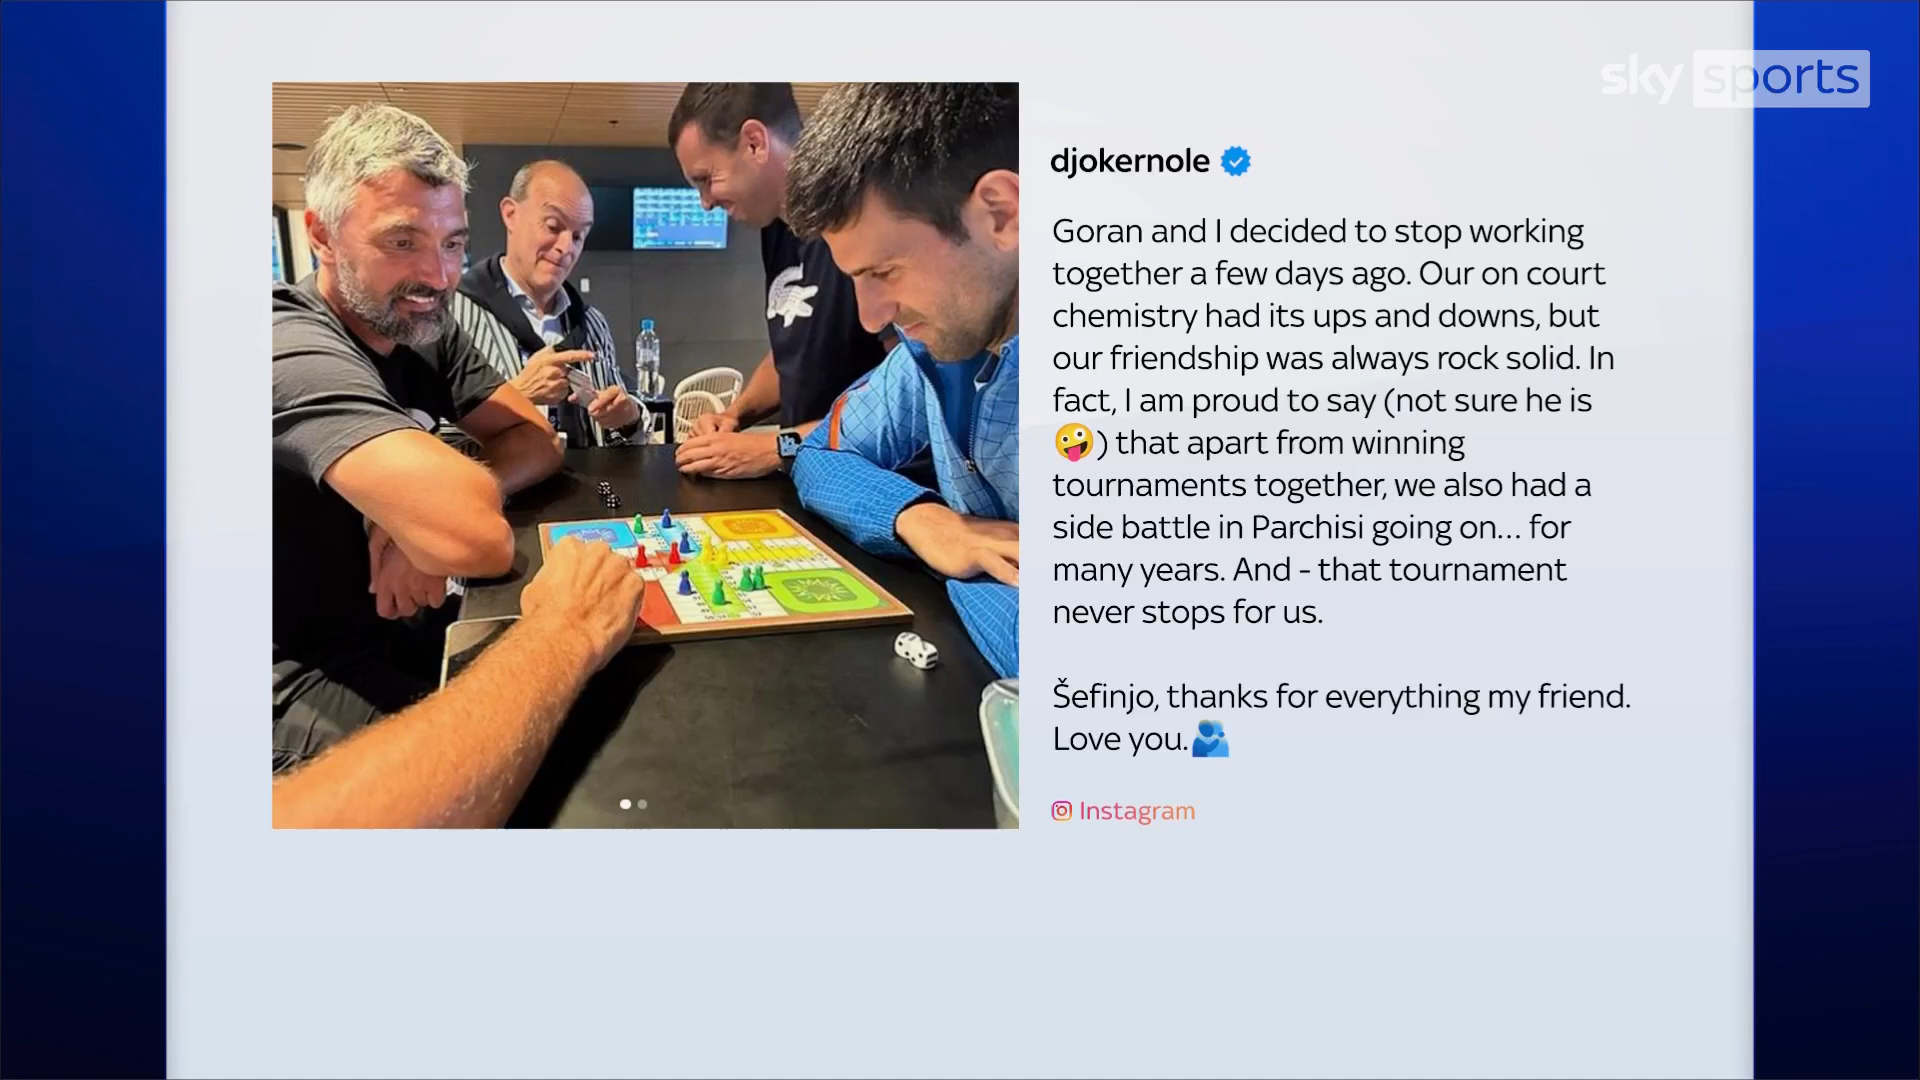 sky sports
djokernole
Goran and I decided to stop working
together a few days ago. Our on court
chemistry had its ups and downs, but
our friendship was always rock solid. In
fact, I am proud to say (not sure he is
🤪) that apart from winning
tournaments together, we also had a
side battle in Parchisi going on... for
many years. And - that tournament
never stops for us.
Šefinjo, thanks for everything my friend.
Love you.🫂
Instagram